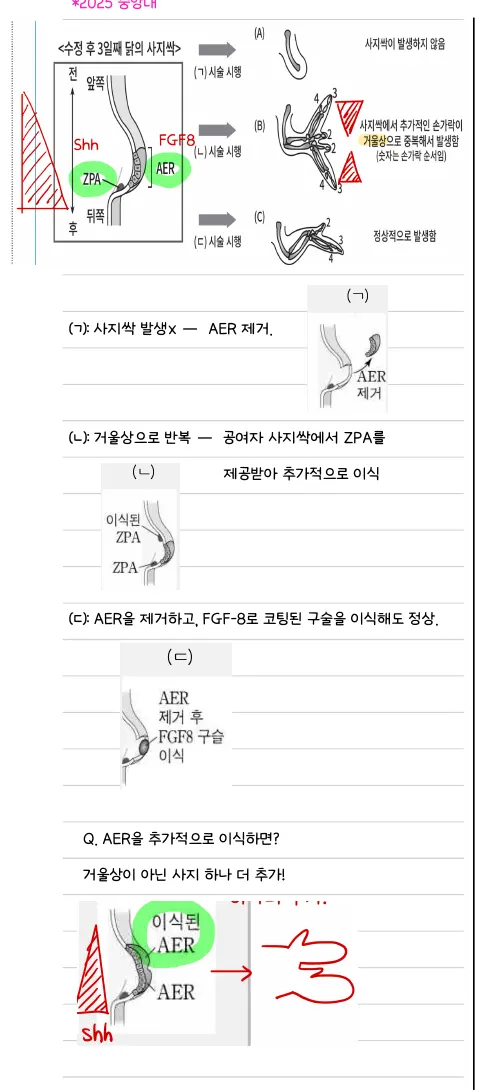 *2025 중앙대
<수정 후 3일째 닭의 사지싹>
전
앞쪽
Shh
FGF8
ZPA
AER
뒤쪽
후
(ㄱ) 시술 시행
(A)
사지싹이 발생하지 않음
(ㄴ) 시술 시행
(B)
4 3
2
2
4 3
사지싹에서 추가적인 손가락이
거울상으로 중복해서 발생함
(숫자는 손가락 순서임)
(ㄷ) 시술 시행
(C)
2
3
4
정상적으로 발생함
(ㄱ)
(ㄱ): 사지싹 발생x — AER 제거.
AER
제거
(ㄴ): 거울상으로 반복 — 공여자 사지싹에서 ZPA를
제공받아 추가적으로 이식
(ㄴ)
이식된
ZPA
ZPA
(ㄷ): AER을 제거하고, FGF-8로 코팅된 구술을 이식해도 정상.
(ㄷ)
AER
제거 후
FGF8 구슬
이식
Q. AER을 추가적으로 이식하면?
거울상이 아닌 사지 하나 더 추가!
이식된
AER
AER
shh